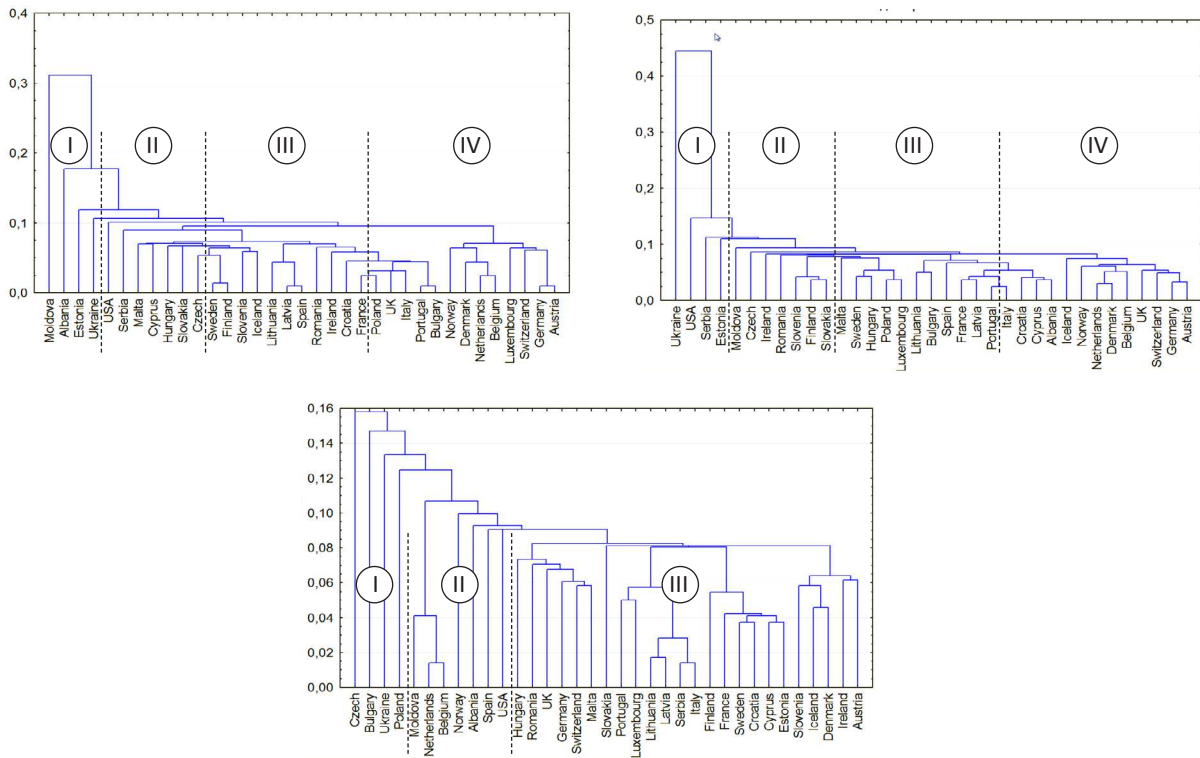 0,4
0,3
0,2
0,1
0,0
I
II
III
IV
Moldova
Albania
Estonia
Ukraine
USA
Serbia
Malta
Cyprus
Hungary
Slovakia
Czech
Sweden
Finland
Slovenia
Iceland
Lithuania
Latvia
Spain
Romania
Ireland
Croatia
France
Poland
UK
Italy
Portugal
Bulgary
Norway
Denmark
Netherlands
Belgium
Luxembourg
Switzerland
Germany
Austria
0,5
0,4
0,3
0,2
0,1
0,0
I
II
III
IV
Ukraine
USA
Serbia
Estonia
Moldova
Czech
Ireland
Romania
Slovenia
Finland
Slovakia
Malta
Sweden
Hungary
Poland
Luxembourg
Lithuania
Bulgary
Spain
France
Latvia
Portugal
Italy
Croatia
Cyprus
Albania
Iceland
Norway
Netherlands
Denmark
Belgium
UK
Switzerland
Germany
Austria
0,16
0,14
0,12
0,10
0,08
0,06
0,04
0,02
0,00
I
II
III
Czech
Bulgary
Ukraine
Poland
Moldova
Netherlands
Belgium
Norway
Albania
Spain
USA
Hungary
Romania
UK
Germany
Switzerland
Malta
Slovakia
Portugal
Luxembourg
Lithuania
Latvia
Serbia
Italy
Finland
France
Sweden
Croatia
Cyprus
Estonia
Slovenia
Iceland
Denmark
Ireland
Austria